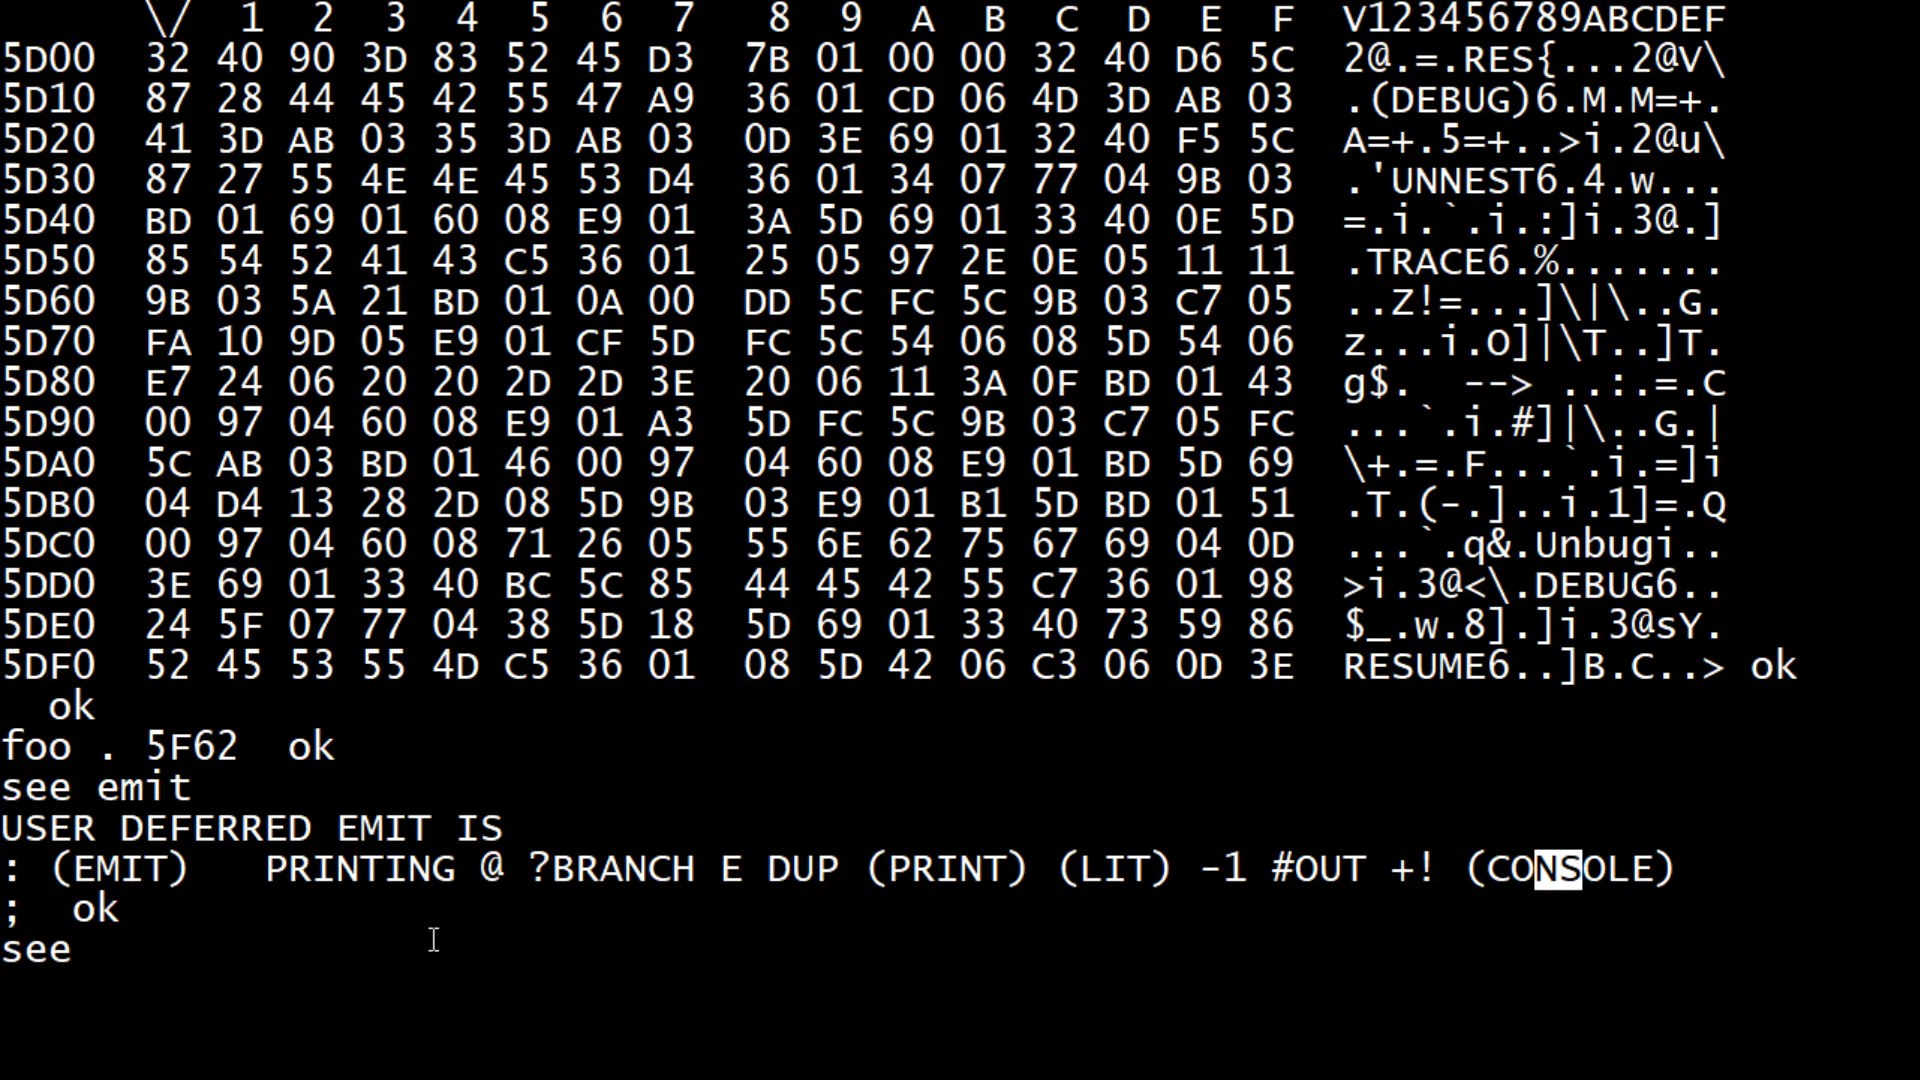 \/ 1 2 3 4 5 6 7 8 9 A B C D E F V123456789ABCDEF
5D00 32 40 90 3D 83 52 45 D3 7B 01 00 00 32 40 D6 5C 2@.=.RES{...2@V\
5D10 87 28 44 45 42 55 47 A9 36 01 CD 06 4D 3D AB 03 .(DEBUG)6.M.M=+.
5D20 41 3D AB 03 35 3D AB 03 0D 3E 69 01 32 40 F5 5C A=+.5=+..>i.2@u\
5D30 87 27 55 4E 4E 45 53 D4 36 01 34 07 77 04 9B 03 .'UNNEST6.4.w...
5D40 BD 01 69 01 60 08 E9 01 3A 5D 69 01 33 40 0E 5D =.i.`.i.:]i.3@.]
5D50 85 54 52 41 43 C5 36 01 25 05 97 2E 0E 05 11 11 .TRACE6.%.......
5D60 9B 03 5A 21 BD 01 0A 00 DD 5C FC 5C 9B 03 C7 05 ..Z!=...]\|\..G.
5D70 FA 10 9D 05 E9 01 CF 5D FC 5C 54 06 08 5D 54 06 z...i.O]|\T..]T.
5D80 E7 24 06 20 20 2D 2D 3E 20 06 11 3A 0F BD 01 43 g$.  --> ..:.=.C
5D90 00 97 04 60 08 E9 01 A3 5D FC 5C 9B 03 C7 05 FC ...`.i.#]|\..G.|
5DA0 5C AB 03 BD 01 46 00 97 04 60 08 E9 01 BD 5D 69 \+.=.F...`.i.=]i
5DB0 04 D4 13 28 2D 08 5D 9B 03 E9 01 B1 5D BD 01 51 .T.(-.]..i.1]=.Q
5DC0 00 97 04 60 08 71 26 05 55 6E 62 75 67 69 04 0D ...`.q&.Unbugi..
5DD0 3E 69 01 33 40 BC 5C 85 44 45 42 55 C7 36 01 98 >i.3@<\.DEBUG6..
5DE0 24 5F 07 77 04 38 5D 18 5D 69 01 33 40 73 59 86 $_.w.8].]i.3@sY.
5DF0 52 45 53 55 4D C5 36 01 08 5D 42 06 C3 06 0D 3E RESUME6..]B.C..> ok
ok
foo . 5F62 ok
see emit
USER DEFERRED EMIT IS
: (EMIT) PRINTING @ ?BRANCH E DUP (PRINT) (LIT) -1 #OUT +! (CONSOLE)
; ok
see